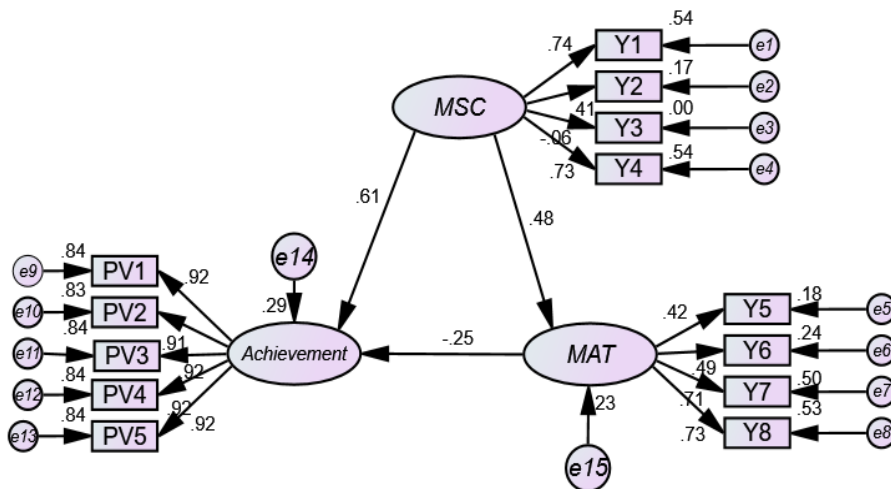 .54
.74 Y1 e1
.17
Y2 e2
MSC .41 .00
Y3 e3
-.06 .54
.73 Y4 e4
.61
.48
.84 e14
e9 PV1 .92
.83 .29 .18
e10 PV2 .42 Y5 e5
.84 -.25 .24
e11 PV3 .91 Achievement MAT Y6 e6
.84 .92 .49 .50
e12 PV4 Y7 e7
.84 .92 .23 .71 .53
e13 PV5 .92 .73 Y8 e8
e15